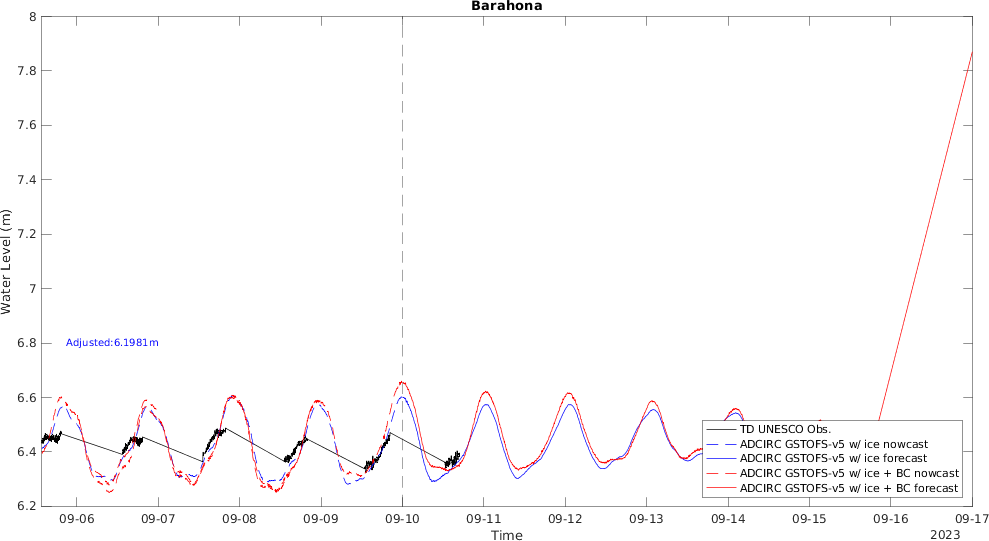 Barahona
8
7.8
7.6
7.4
7.2
7
6.8
6.6
6.4
6.2
Water Level (m)
Adjusted:6.1981m
TD UNESCO Obs.
ADCIRC GSTOFS-v5 w/ ice nowcast
ADCIRC GSTOFS-v5 w/ ice forecast
ADCIRC GSTOFS-v5 w/ ice + BC nowcast
ADCIRC GSTOFS-v5 w/ ice + BC forecast
09-06 09-07 09-08 09-09 09-10 09-11 09-12 09-13 09-14 09-15 09-16 09-17
Time
2023